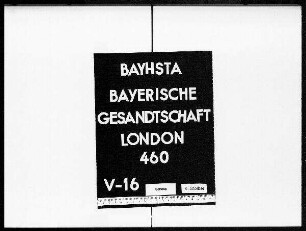 BAYHSTA
BAYERISCHE
GESANDTSCHAFT
LONDON
460
V-16